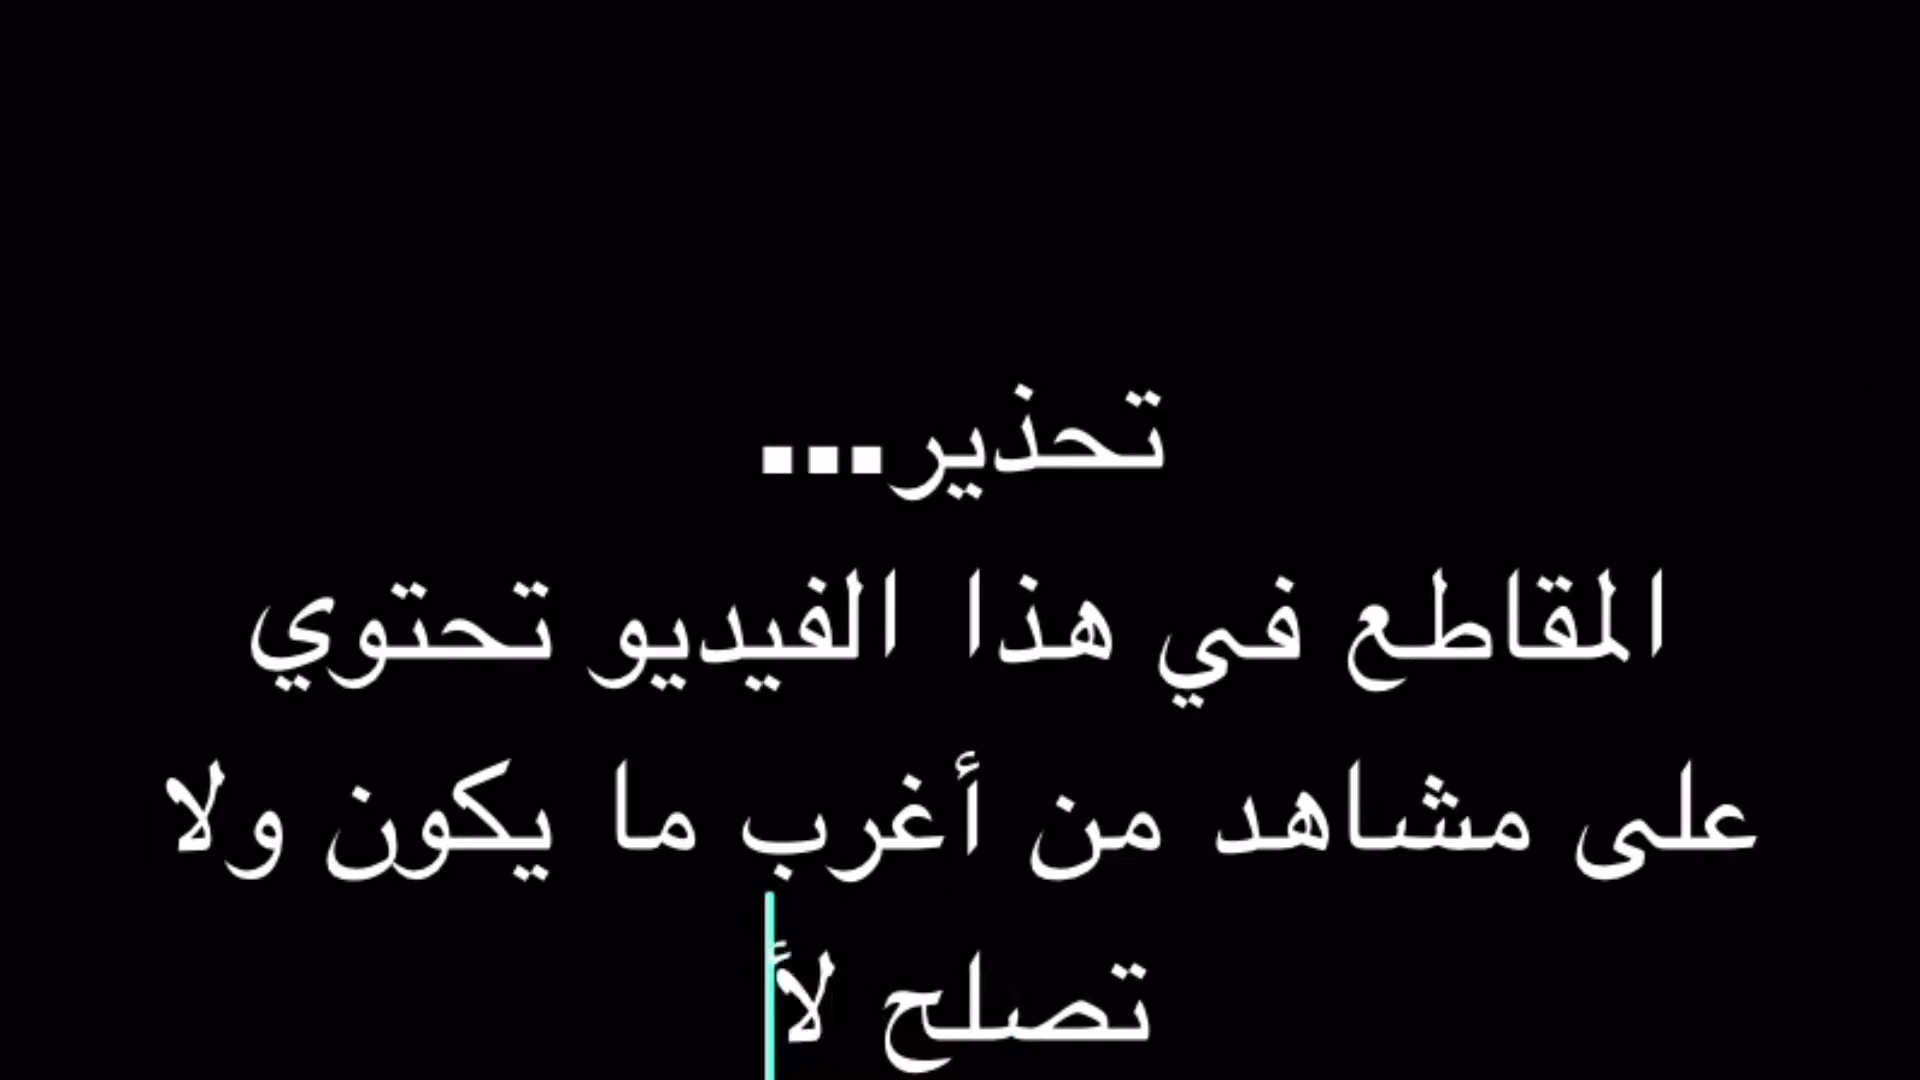 تحذير...
المقاطع في هذا الفيديو تحتوي
على مشاهد من أغرب ما يكون ولا
تصلح لأ